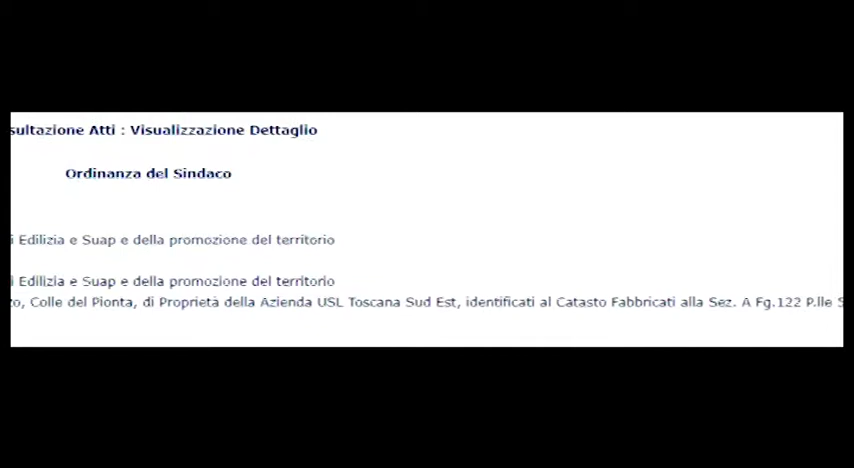 sultazione Atti : Visualizzazione Dettaglio
Ordinanza del Sindaco
i Edilizia e Suap e della promozione del territorio
i Edilizia e Suap e della promozione del territorio
zo, Colle del Pionta, di Proprietà della Azienda USL Toscana Sud Est, identificati al Catasto Fabbricati alla Sez. A Fg.122 P.lle